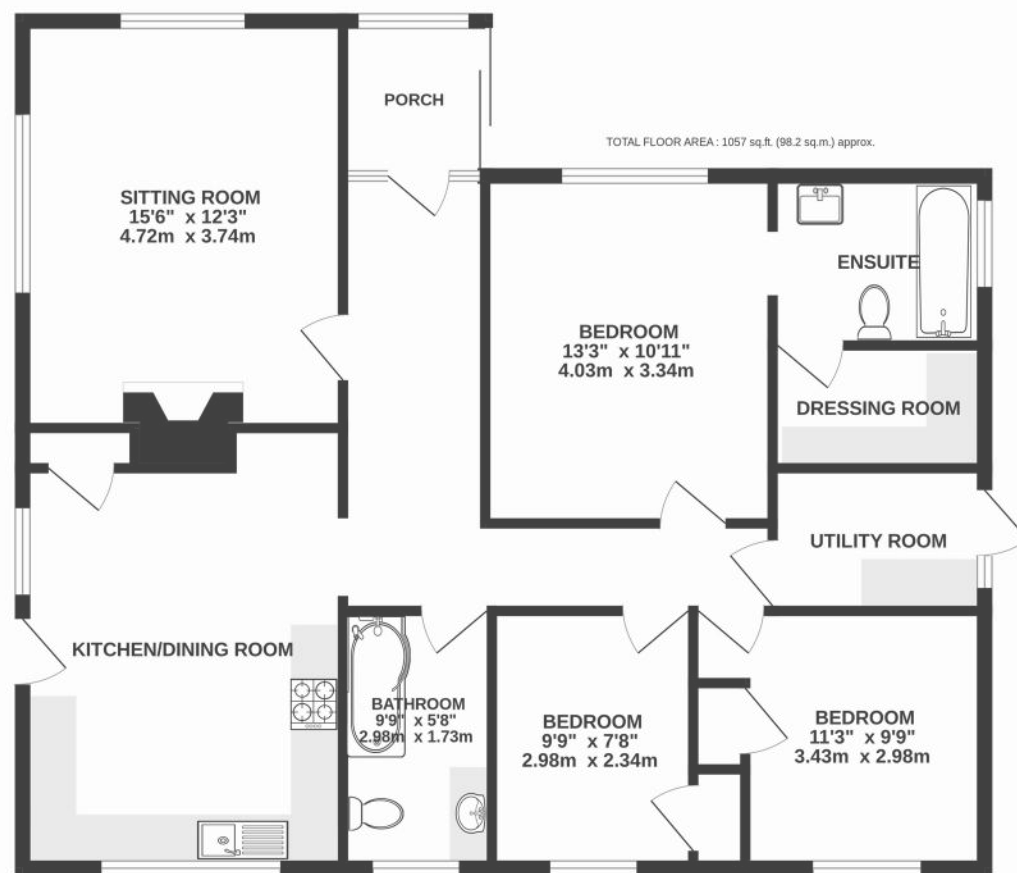 PORCH
TOTAL FLOOR AREA : 1057 sq.ft. (98.2 sq.m.) approx.
SITTING ROOM
15'6" x 12'3"
4.72m x 3.74m
ENSUITE
BEDROOM
13'3" x 10'11"
4.03m x 3.34m
DRESSING ROOM
UTILITY ROOM
KITCHEN/DINING ROOM
BATHROOM
9'9" x 5'8"
2.98m x 1.73m
BEDROOM
9'9" x 7'8"
2.98m x 2.34m
BEDROOM
11'3" x 9'9"
3.43m x 2.98m